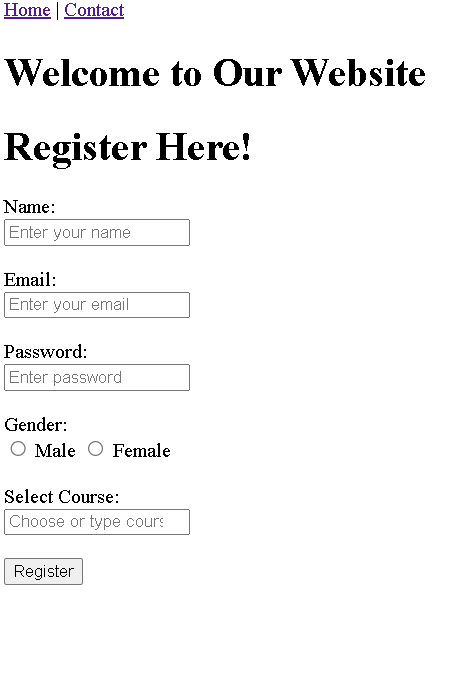 Home | Contact
Welcome to Our Website
Register Here!
Name:
Enter your name
Email:
Enter your email
Password:
Enter password
Gender:
Male Female
Select Course:
Choose or type cours
Register